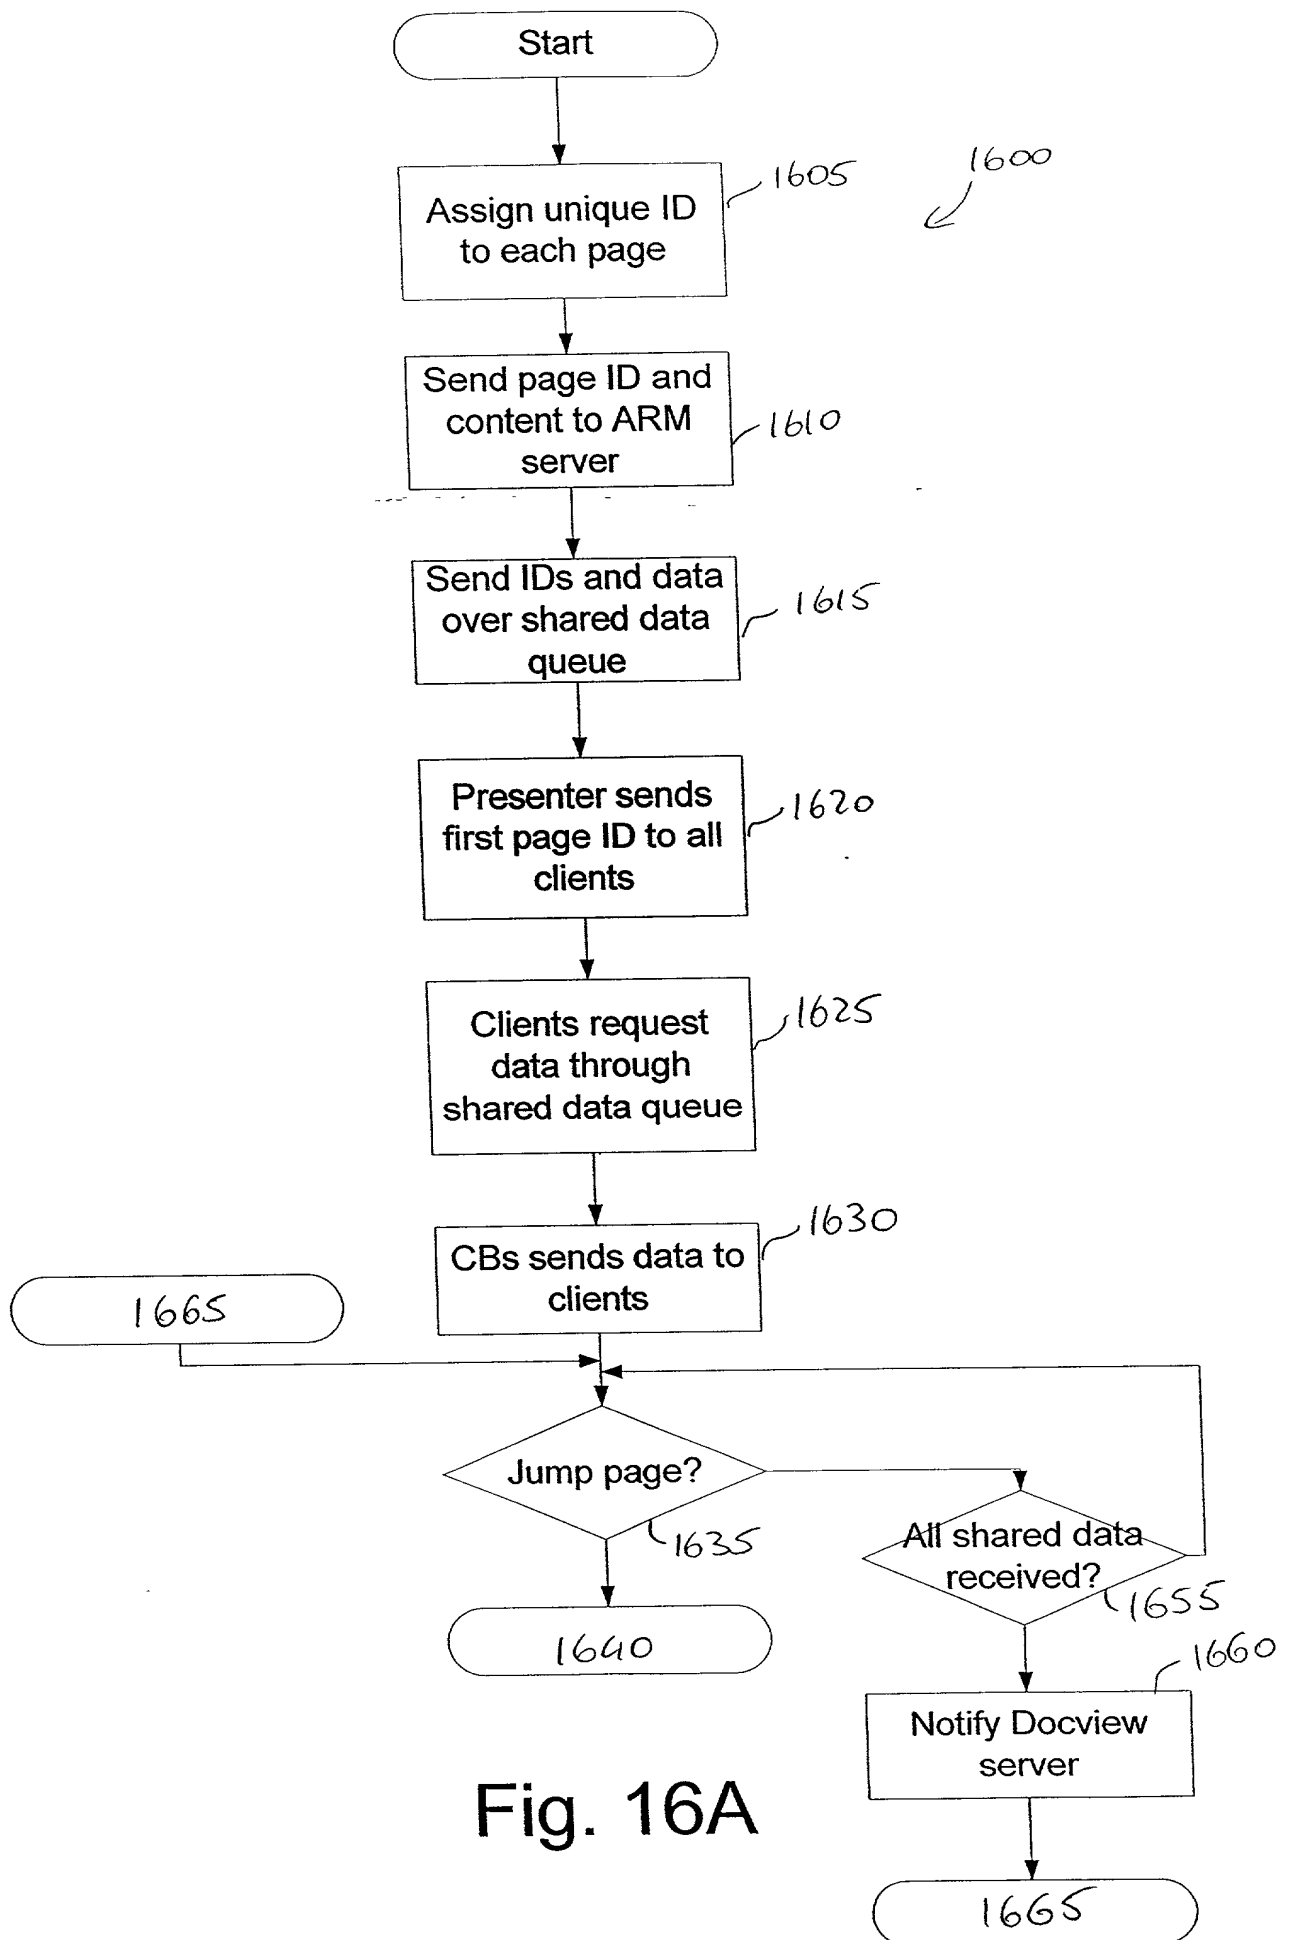 Start
1600
1605
Assign unique ID
to each page
Send page ID and
content to ARM
server
1610
Send IDs and data
over shared data
queue
1615
Presenter sends
first page ID to all
clients
1620
Clients request
data through
shared data queue
1625
CBs sends data to
clients
1630
1665
Jump page?
1635
All shared data
received?
1655
1640
1660
Notify Docview
server
Fig. 16A
1665